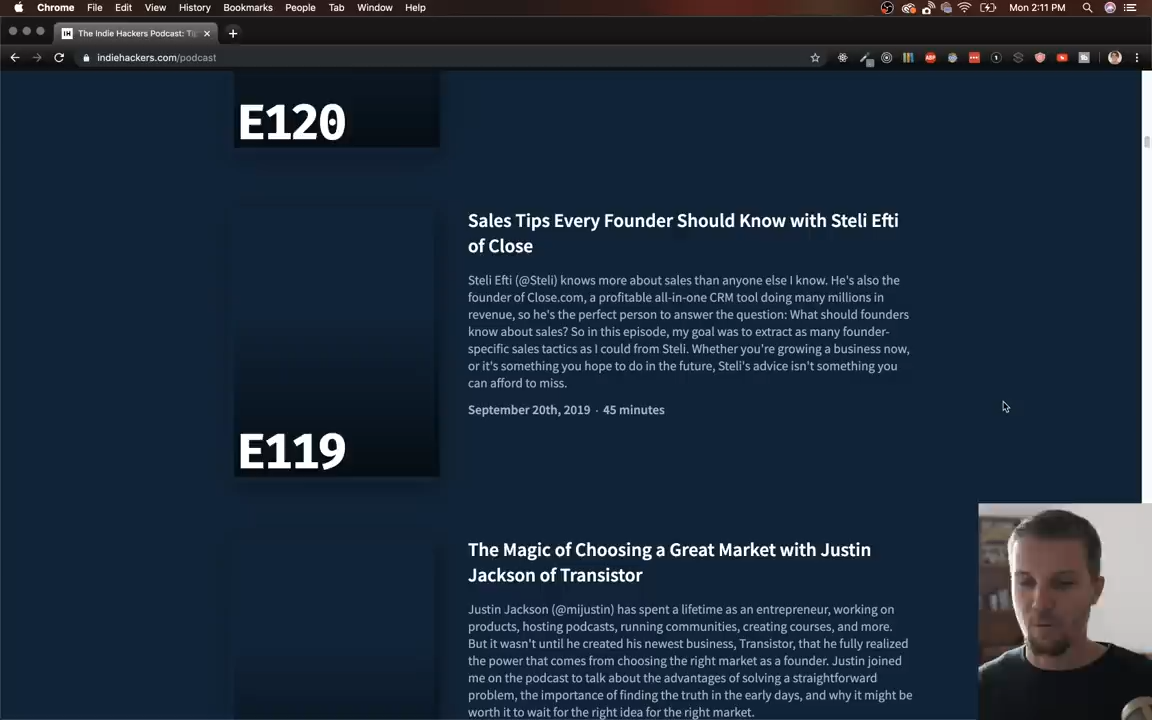 Chrome File Edit View History Bookmarks People Tab Window Help
Mon 2:11 PM
IH The Indie Hackers Podcast:
indiehackers.com/podcast
E120
Sales Tips Every Founder Should Know with Steli Efti
of Close
Steli Efti (@Steli) knows more about sales than anyone else I know. He's also the
founder of Close.com, a profitable all-in-one CRM tool doing many millions in
revenue, so he's the perfect person to answer the question: What should founders
know about sales? So in this episode, my goal was to extract as many founder-
specific sales tactics as I could from Steli. Whether you're growing a business now,
or it's something you hope to do in the future, Steli's advice isn't something you
can afford to miss.
September 20th, 2019 · 45 minutes
E119
The Magic of Choosing a Great Market with Justin
Jackson of Transistor
Justin Jackson (@mijustin) has spent a lifetime as an entrepreneur, working on
products, hosting podcasts, running communities, creating courses, and more.
But it wasn't until he created his newest business, Transistor, that he fully realized
the power that comes from choosing the right market as a founder. Justin joined
me on the podcast to talk about the advantages of solving a straightforward
problem, the importance of finding the truth in the early days, and why it might be
worth it to wait for the right idea for the right market.